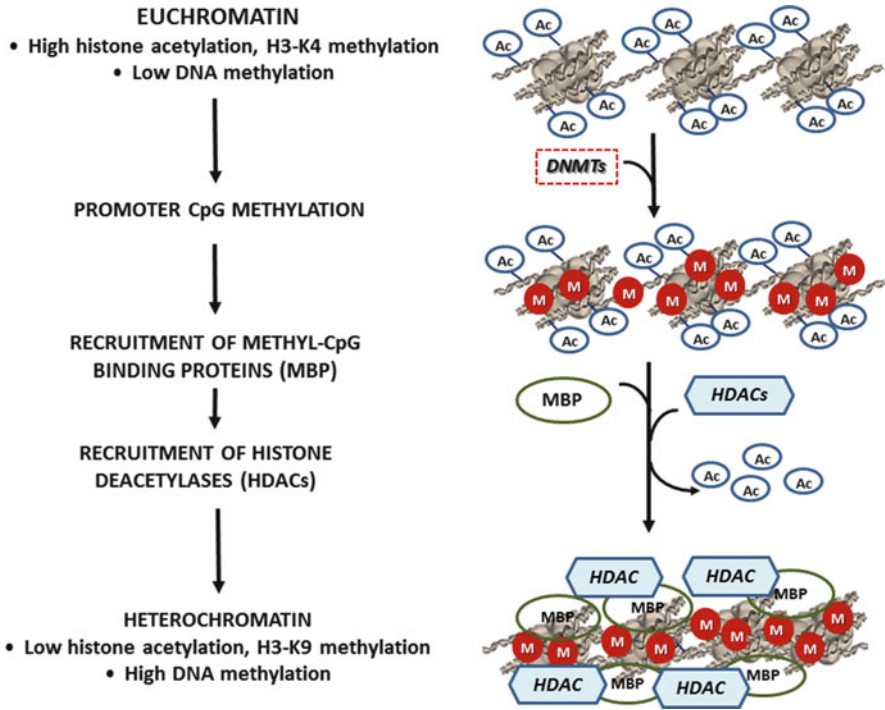 EUCHROMATIN
• High histone acetylation, H3-K4 methylation
• Low DNA methylation
PROMOTER CpG METHYLATION
RECRUITMENT OF METHYL-CpG
BINDING PROTEINS (MBP)
RECRUITMENT OF HISTONE
DEACETYLASES (HDACs)
HETEROCHROMATIN
• Low histone acetylation, H3-K9 methylation
• High DNA methylation
Ac Ac Ac Ac Ac Ac
Ac Ac Ac Ac Ac Ac
DNMTs
Ac Ac Ac Ac Ac Ac
M M M M M M M M M
Ac Ac Ac Ac Ac Ac
MBP HDACs
Ac Ac Ac Ac
HDAC HDAC
MBP MBP MBP
M M M M M M M M M
HDAC MBP HDAC MBP